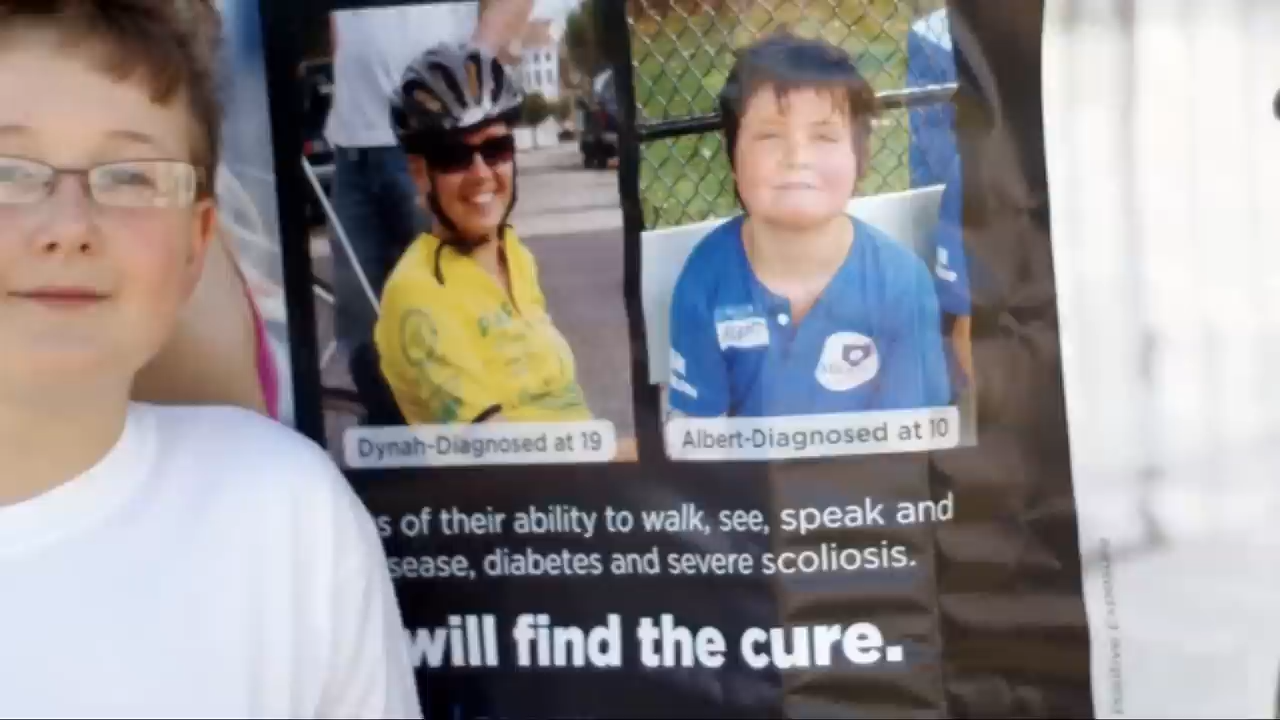 Dynah-Diagnosed at 19
Albert-Diagnosed at 10
s of their ability to walk, see, speak and
sease, diabetes and severe scoliosis.
will find the cure.